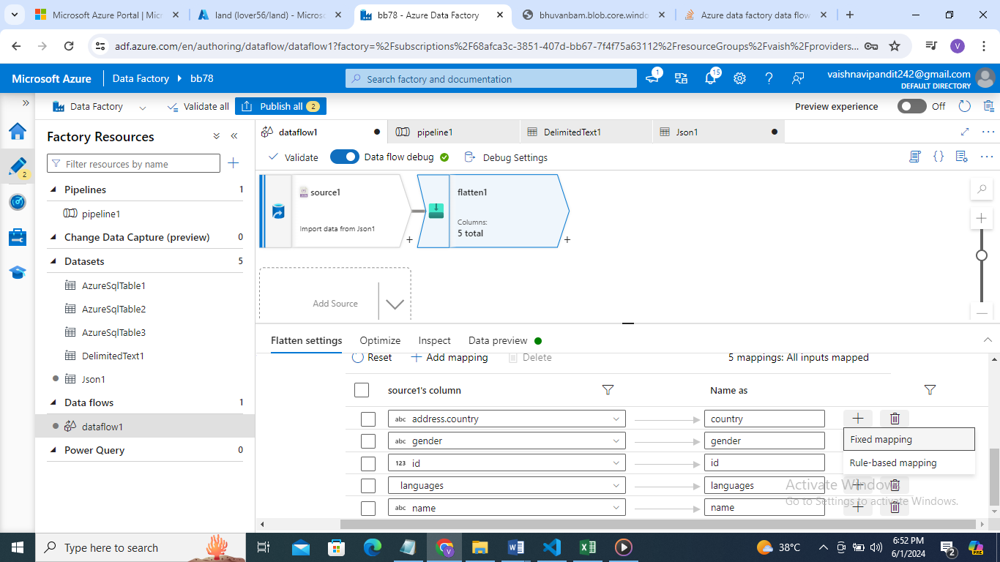 Microsoft Azure Portal | Micr
land (lover56/land) - Microso
bb78 - Azure Data Factory
bhuvanbam.blob.core.windo
Azure data factory data flow
adf.azure.com/en/authoring/dataflow/dataflow1?factory=%2Fsubscriptions%2F68afca3c-3851-407d-bb67-7f4f75a63112%2FresourceGroups%2Fvaish%2Fproviders...
V
Microsoft Azure
Data Factory
bb78
Search factory and documentation
1
15
vaishnavipandit242@gmail.com
DEFAULT DIRECTORY
Data Factory
Validate all
Publish all
2
Preview experience
Off
Factory Resources
dataflow1
pipeline1
DelimitedText1
Json1
Filter resources by name
Validate
Data flow debug
Debug Settings
2
Pipelines 1
pipeline1
Change Data Capture (preview) 0
Datasets 5
AzureSqlTable1
AzureSqlTable2
AzureSqlTable3
DelimitedText1
Json1
Data flows 1
dataflow1
Power Query 0
source1
Import data from Json1
+
flatten1
Columns:
5 total
+
Add Source
Flatten settings
Optimize
Inspect
Data preview
Reset
Add mapping
Delete
5 mappings: All inputs mapped
source1's column
Name as
abc address.country
country
abc gender
gender
Fixed mapping
123 id
id
Rule-based mapping
languages
languages
abc name
name
Activate Windows
Go to Settings to activate Windows.
Type here to search
38°C
6:52 PM
6/1/2024
2